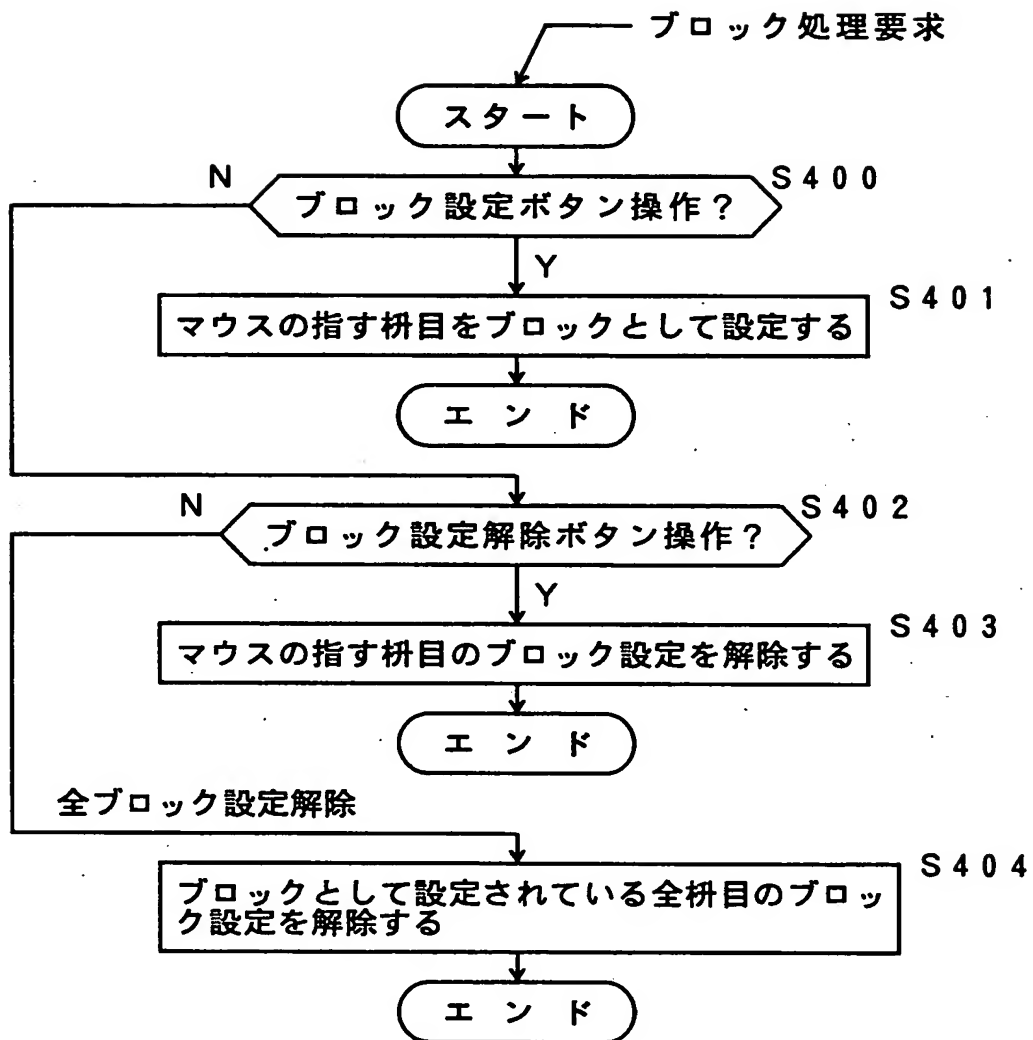 ブロック処理要求
スタート
N
S400
ブロック設定ボタン操作？
Y
S401
マウスの指す枡目をブロックとして設定する
エンド
N
S402
ブロック設定解除ボタン操作？
Y
S403
マウスの指す枡目のブロック設定を解除する
エンド
全ブロック設定解除
S404
ブロックとして設定されている全枡目のブロッ
ク設定を解除する
エンド